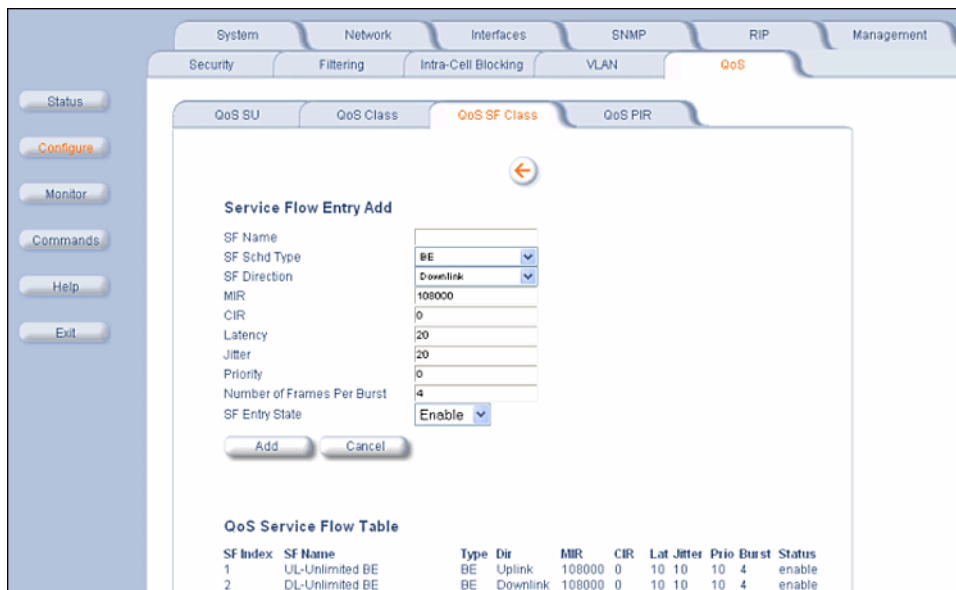 System Network Interfaces SNMP RIP Management
Security Filtering Intra-Cell Blocking VLAN QoS
Status
QoS SU QoS Class QoS SF Class QoS PIR
Configure
Monitor
Service Flow Entry Add
SF Name
Commands
SF Schd Type BE
SF Direction Downlink
Help
MIR 108000
CIR 0
Exit
Latency 20
Jitter 20
Priority 0
Number of Frames Per Burst 4
SF Entry State Enable
Add Cancel
QoS Service Flow Table
SF Index SF Name Type Dir MIR CIR Lat Jitter Prio Burst Status
1 UL-Unlimited BE BE Uplink 108000 0 10 10 10 4 enable
2 DL-Unlimited BE BE Downlink 108000 0 10 10 10 4 enable